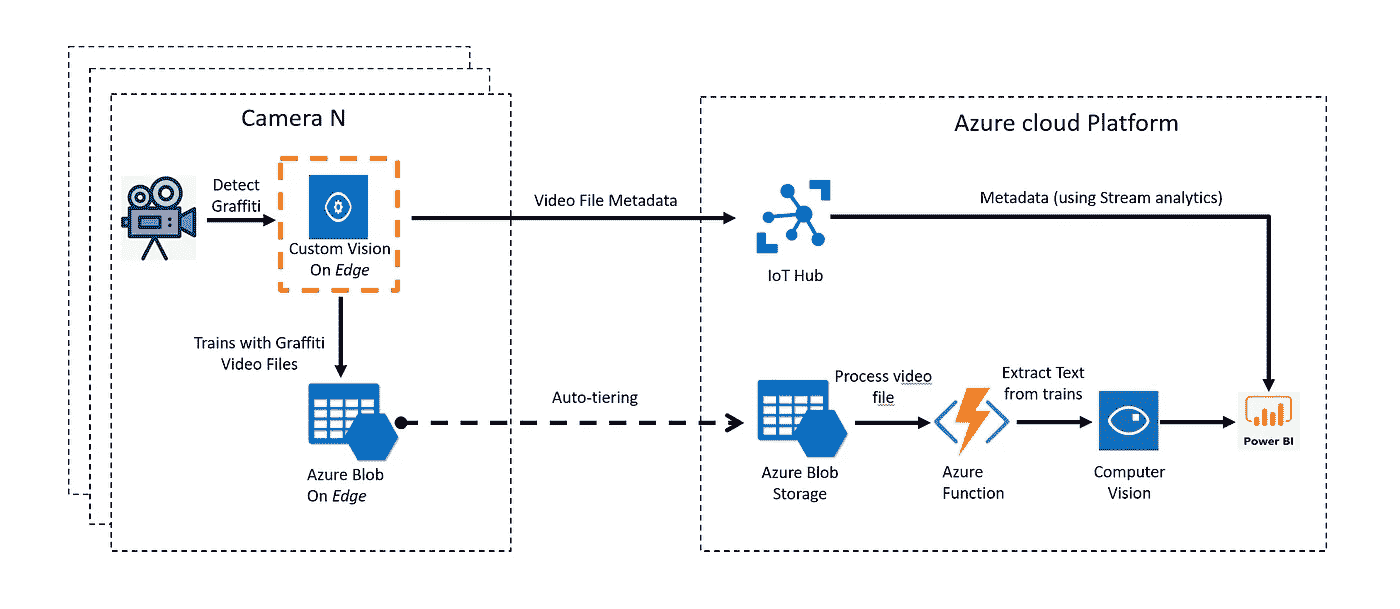 Camera N
Azure cloud Platform
Detect
Graffiti
Custom Vision
On Edge
Video File Metadata
IoT Hub
Metadata (using Stream analytics)
Trains with Graffiti
Video Files
Azure Blob
On Edge
Auto-tiering
Azure Blob
Storage
Process video
file
Azure
Function
Extract Text
from trains
Computer
Vision
Power BI